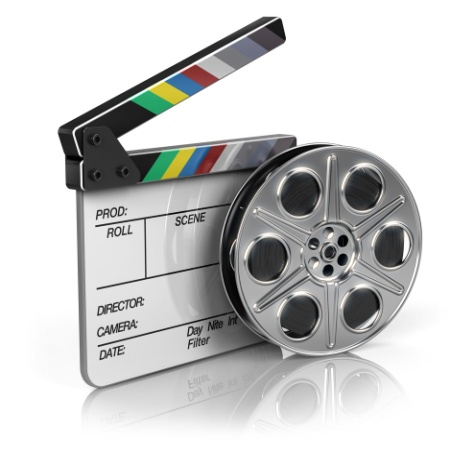 PROD:
ROLL SCENE
DIRECTOR:
CAMERA: Day Nite Int
DATE: Filter